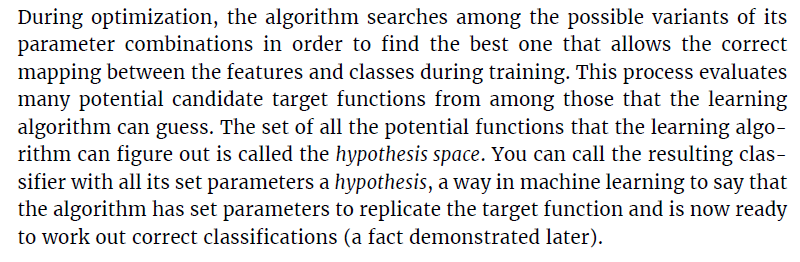 During optimization, the algorithm searches among the possible variants of its
parameter combinations in order to find the best one that allows the correct
mapping between the features and classes during training. This process evaluates
many potential candidate target functions from among those that the learning
algorithm can guess. The set of all the potential functions that the learning algo-
rithm can figure out is called the hypothesis space. You can call the resulting clas-
sifier with all its set parameters a hypothesis, a way in machine learning to say that
the algorithm has set parameters to replicate the target function and is now ready
to work out correct classifications (a fact demonstrated later).